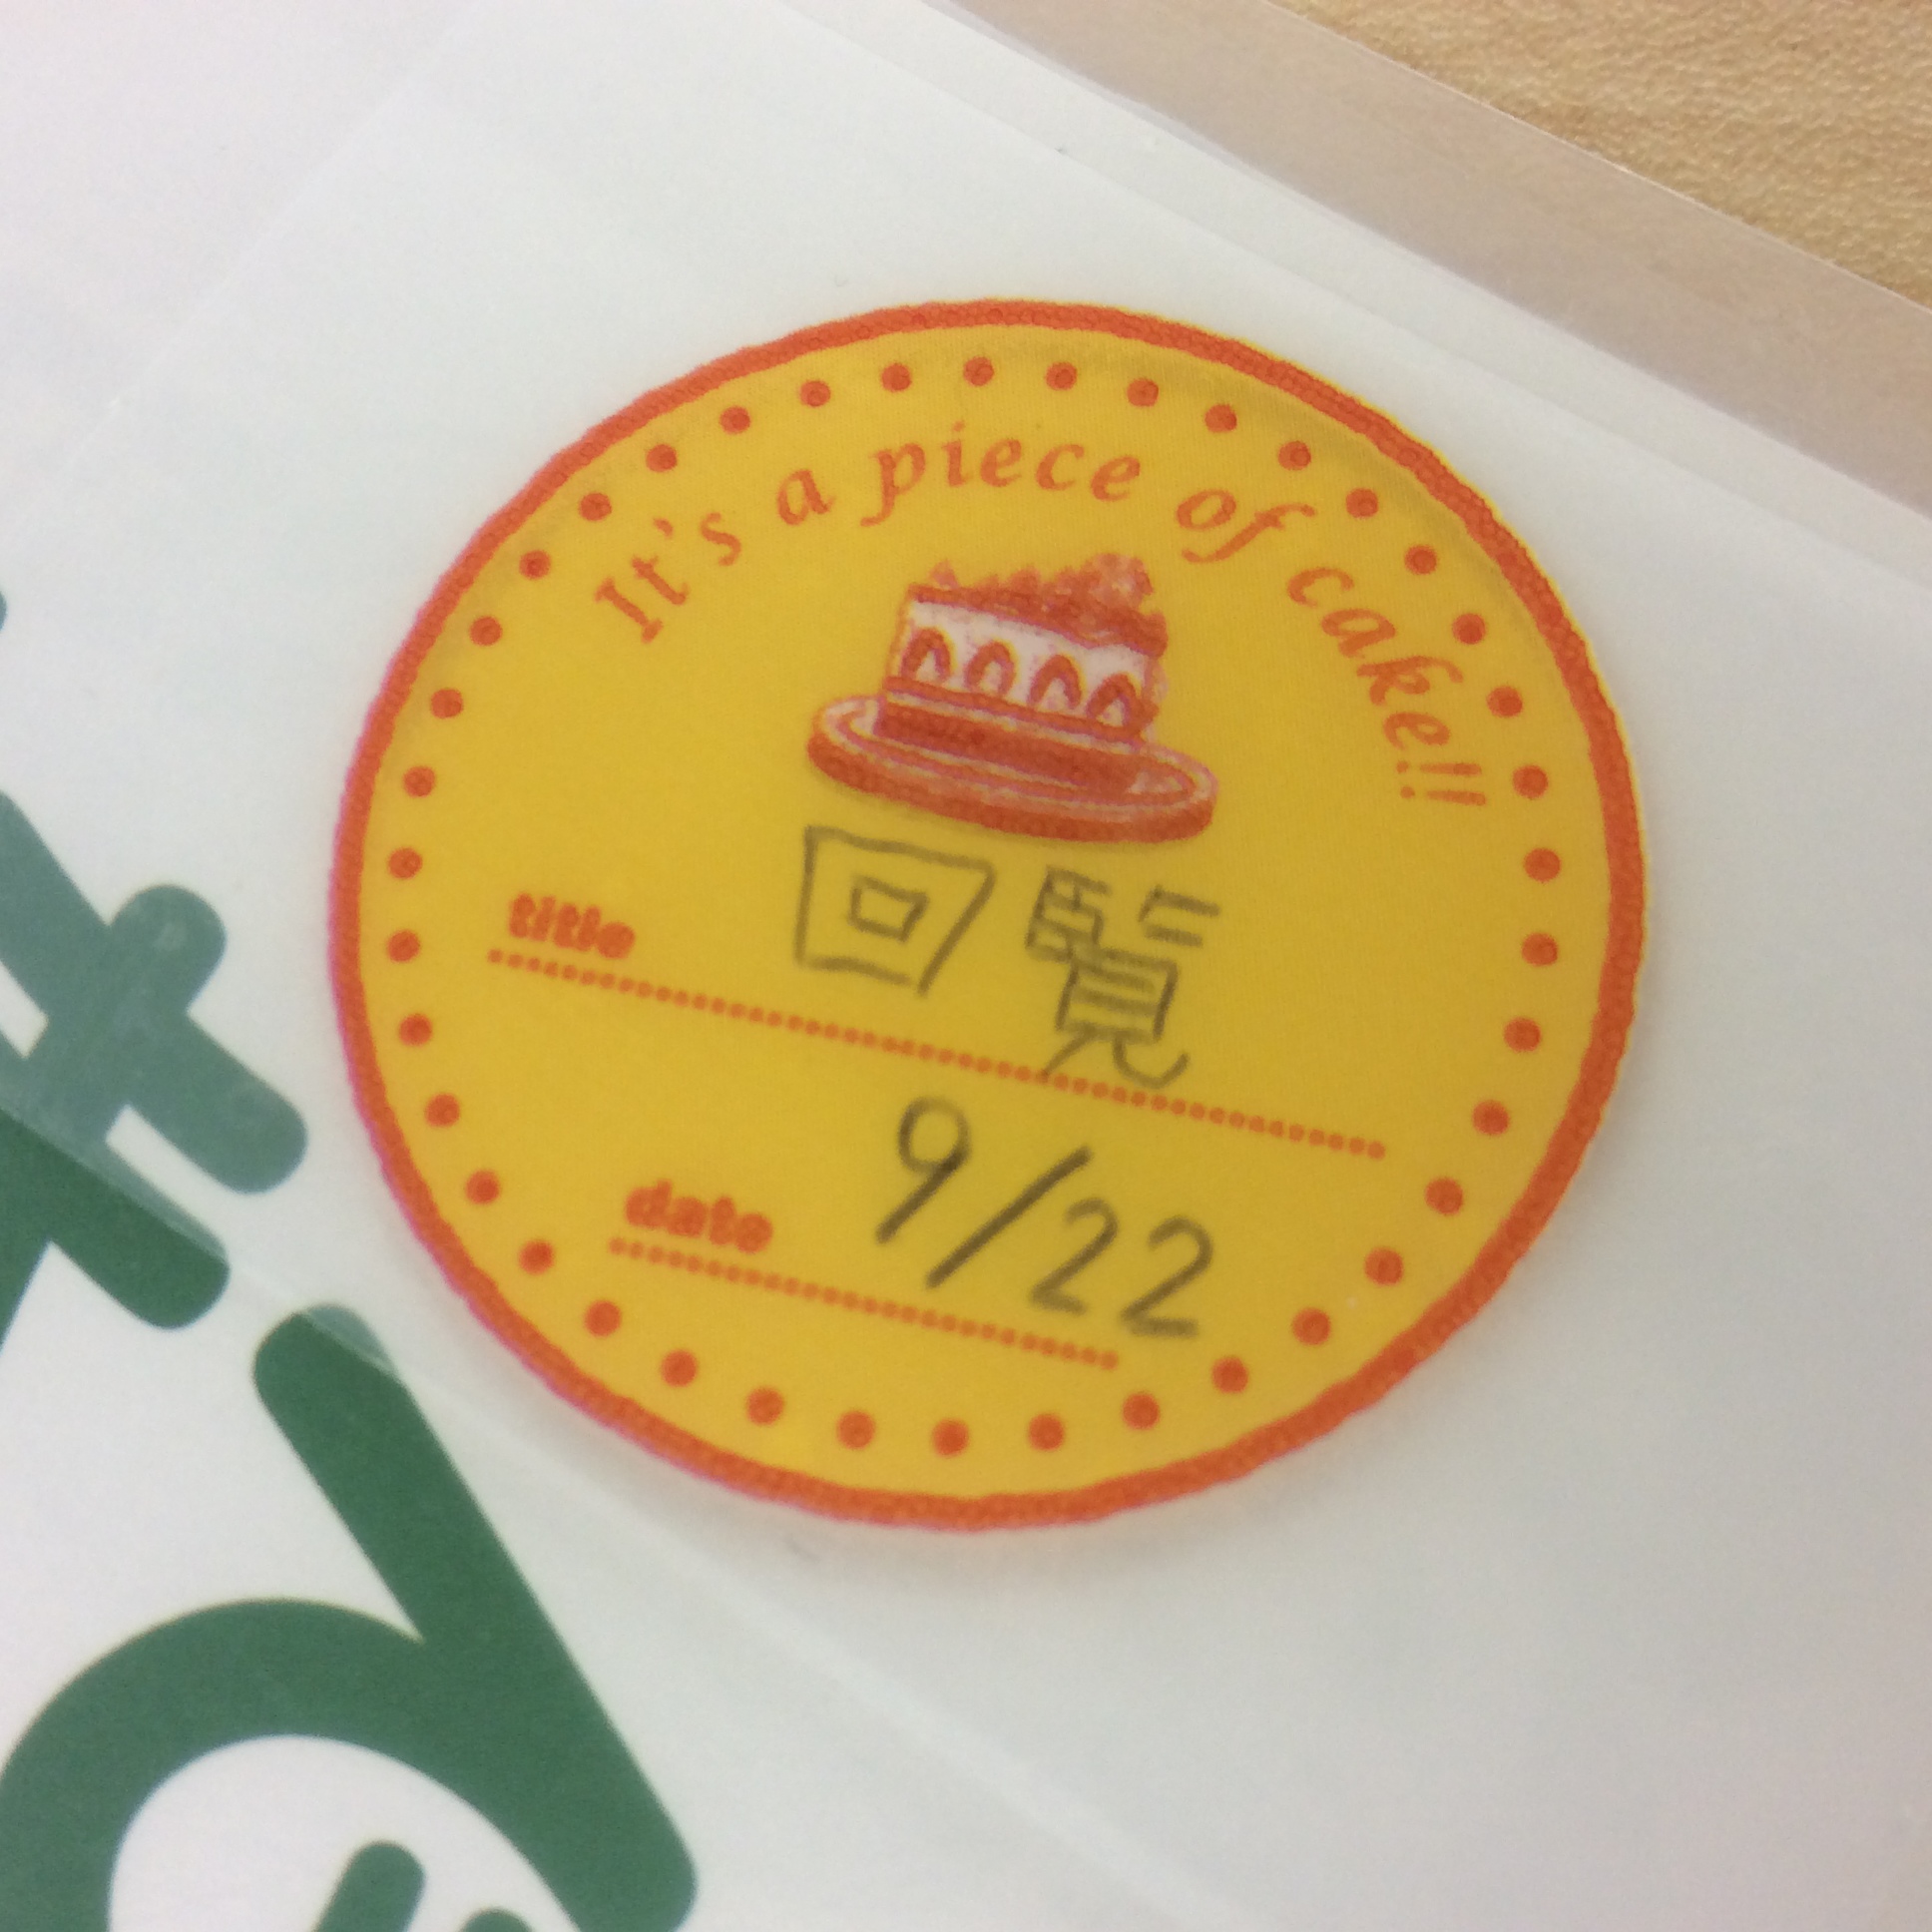 It's a piece of cake!!
title 回覧
date 9/22